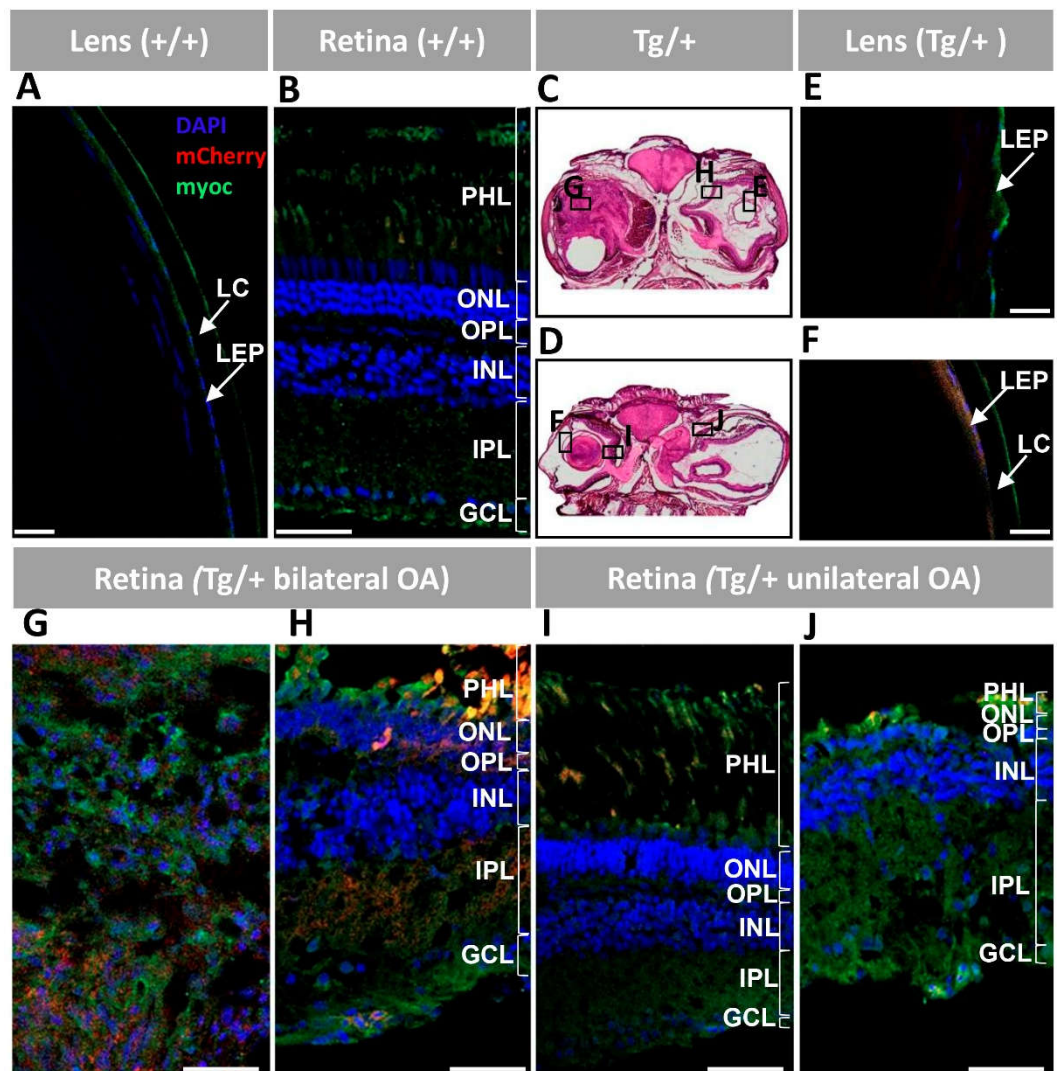 Lens (+/+)
Retina (+/+)
Tg/+
Lens (Tg/+ )
A
B
C
E
DAPI
mCherry
myoc
LC
LEP
PHL
ONL
OPL
INL
IPL
GCL
G
H
E
LEP
D
F
I
J
F
LEP
LC
Retina (Tg/+ bilateral OA)
Retina (Tg/+ unilateral OA)
G
H
I
J
PHL
ONL
OPL
INL
IPL
GCL
PHL
ONL
OPL
INL
IPL
GCL
PHL
ONL
OPL
INL
IPL
GCL